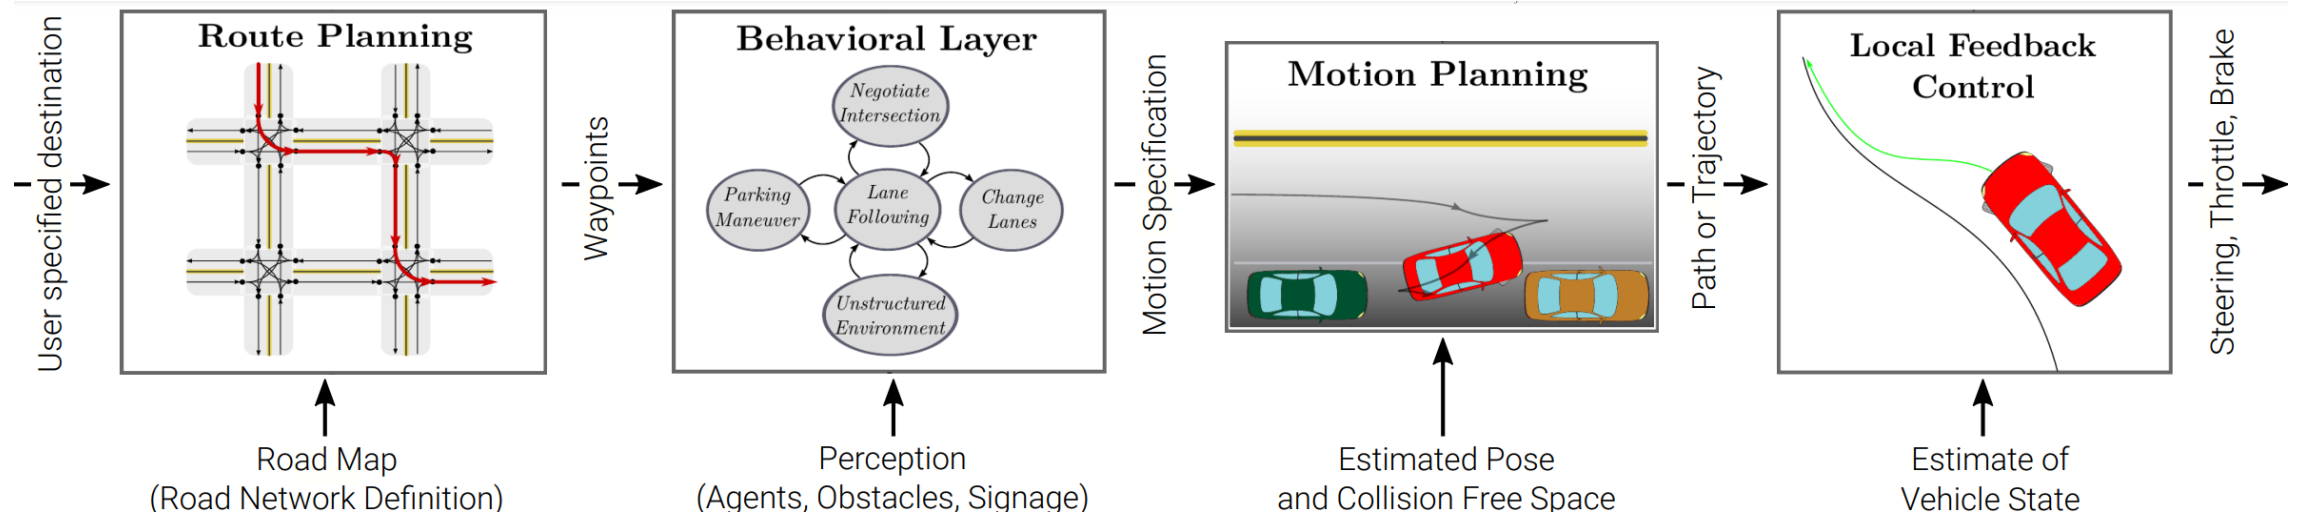 User specified destination
Route Planning
Road Map
(Road Network Definition)
Waypoints
Behavioral Layer
Negotiate
Intersection
Parking
Maneuver
Lane
Following
Change
Lanes
Unstructured
Environment
Perception
(Agents, Obstacles, Signage)
Motion Specification
Motion Planning
Estimated Pose
and Collision Free Space
Path or Trajectory
Local Feedback
Control
Estimate of
Vehicle State
Steering, Throttle, Brake